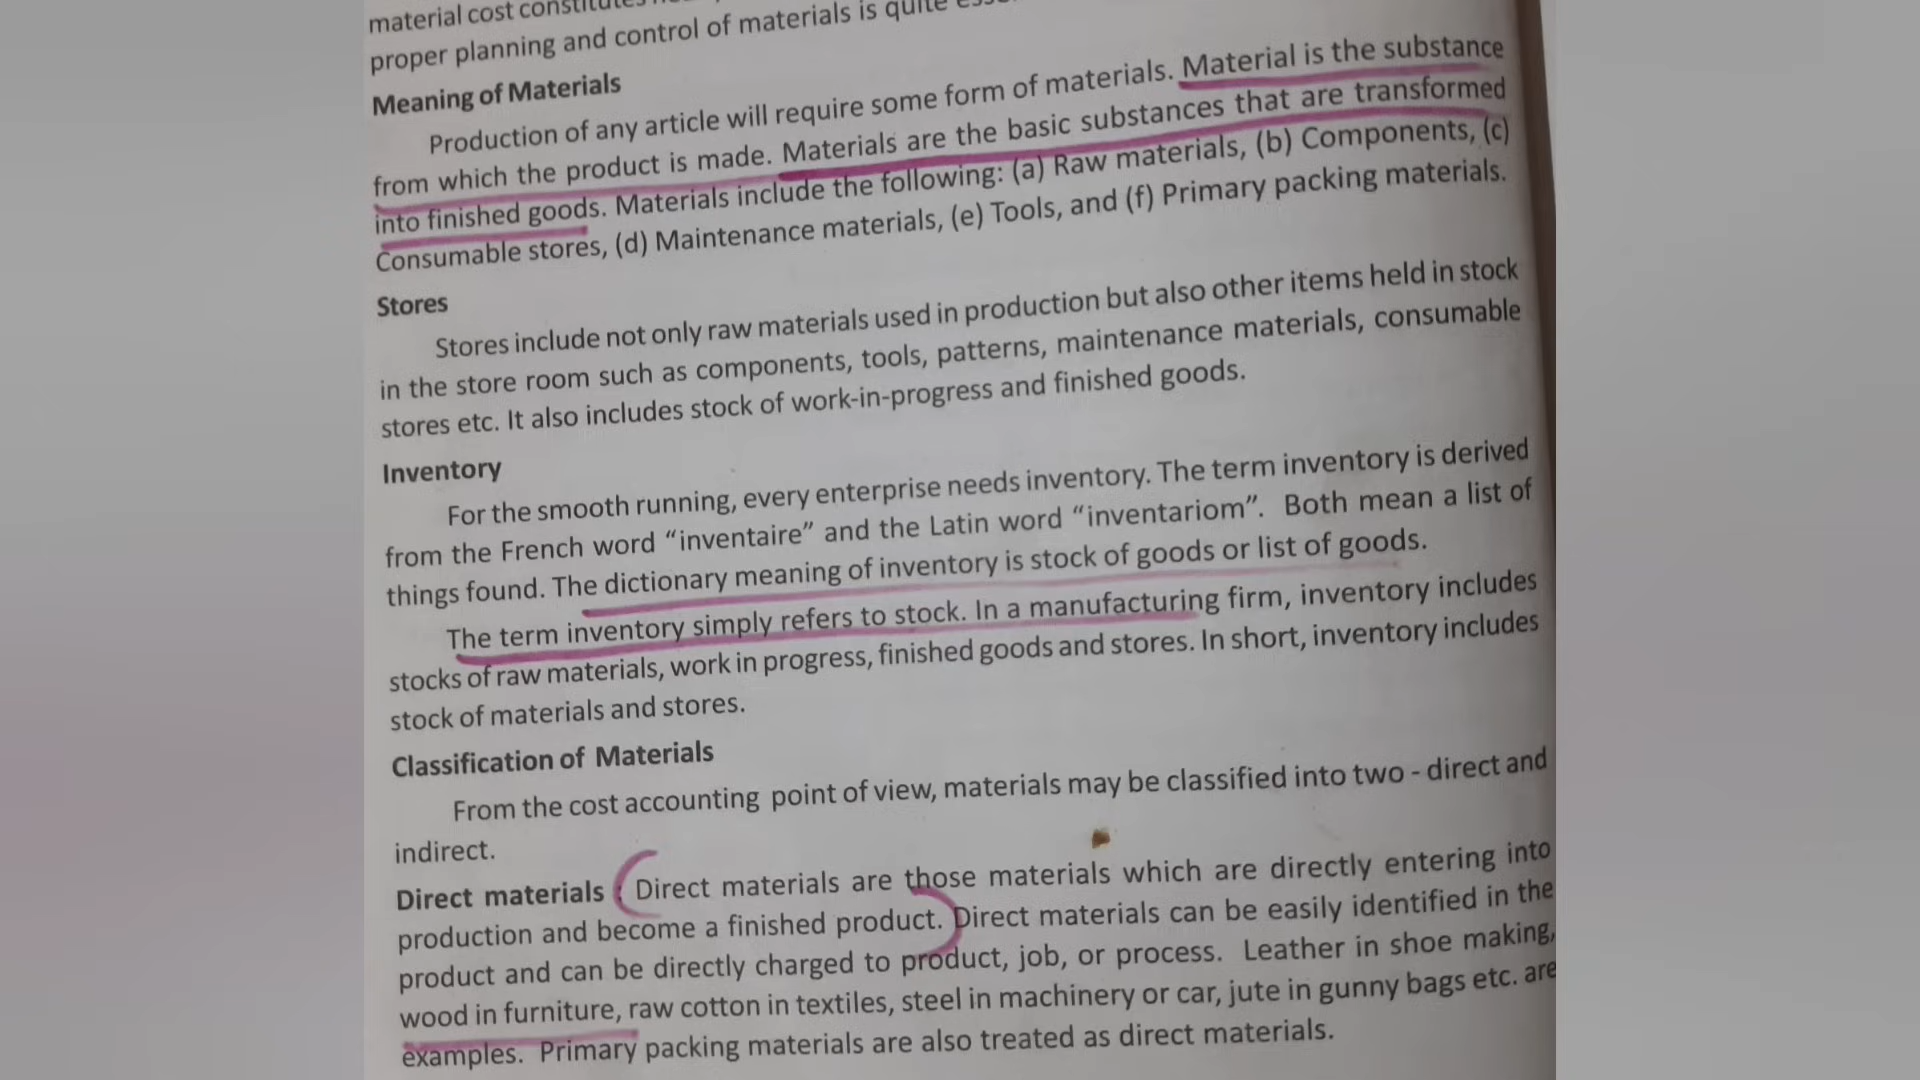 material cost constitutes
proper planning and control of materials is quite
Meaning of Materials
Production of any article will require some form of materials. Material is the substance
from which the product is made. Materials are the basic substances that are transformed
into finished goods. Materials include the following: (a) Raw materials, (b) Components, (c)
Consumable stores, (d) Maintenance materials, (e) Tools, and (f) Primary packing materials.
Stores
Stores include not only raw materials used in production but also other items held in stock
in the store room such as components, tools, patterns, maintenance materials, consumable
stores etc. It also includes stock of work-in-progress and finished goods.
Inventory
For the smooth running, every enterprise needs inventory. The term inventory is derived
from the French word “inventaire” and the Latin word “inventariom”. Both mean a list of
things found. The dictionary meaning of inventory is stock of goods or list of goods.
The term inventory simply refers to stock. In a manufacturing firm, inventory includes
stocks of raw materials, work in progress, finished goods and stores. In short, inventory includes
stock of materials and stores.
Classification of Materials
From the cost accounting point of view, materials may be classified into two - direct and
indirect.
Direct materials : Direct materials are those materials which are directly entering into
production and become a finished product. Direct materials can be easily identified in the
product and can be directly charged to product, job, or process. Leather in shoe making,
wood in furniture, raw cotton in textiles, steel in machinery or car, jute in gunny bags etc. are
examples. Primary packing materials are also treated as direct materials.